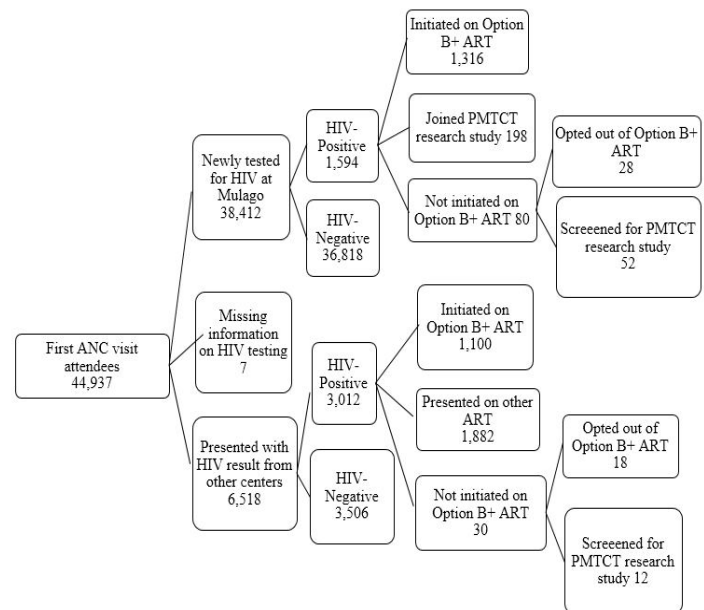 First ANC visit
attendees
44,937
Newly tested
for HIV at
Mulago
38,412
HIV-
Positive
1,594
Initiated on Option
B+ ART
1,316
Joined PMTCT
research study 198
Not initiated on
Option B+ ART 80
Opted out of Option B+
ART
28
Screeened for PMTCT
research study
52
HIV-
Negative
36,818
Missing
information
on HIV testing
7
Presented with
HIV result from
other centers
6,518
HIV-
Positive
3,012
Initiated on
Option B+ ART
1,100
Presented on other
ART
1,882
Not initiated on
Option B+ ART
30
Opted out of
Option B+ ART
18
Screeened for
PMTCT research
study 12
HIV-
Negative
3,506